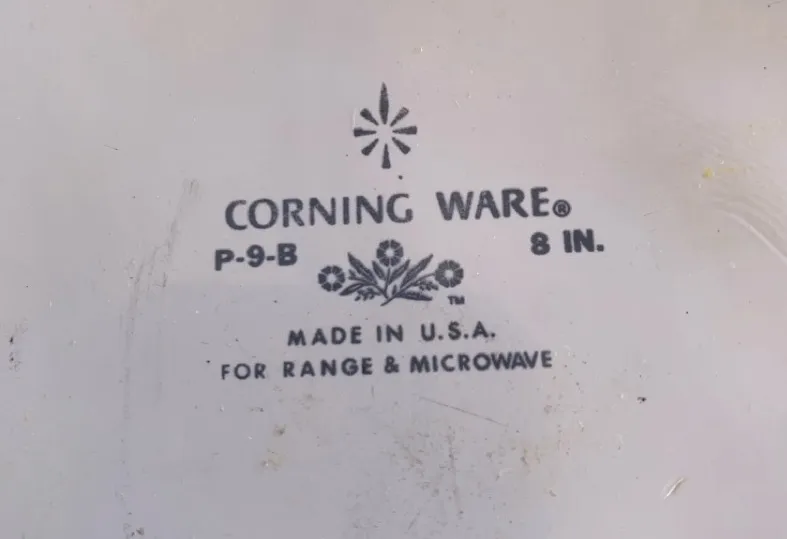 CORNING WARE®
P-9-B 8 IN.
TM
MADE IN U.S.A.
FOR RANGE & MICROWAVE